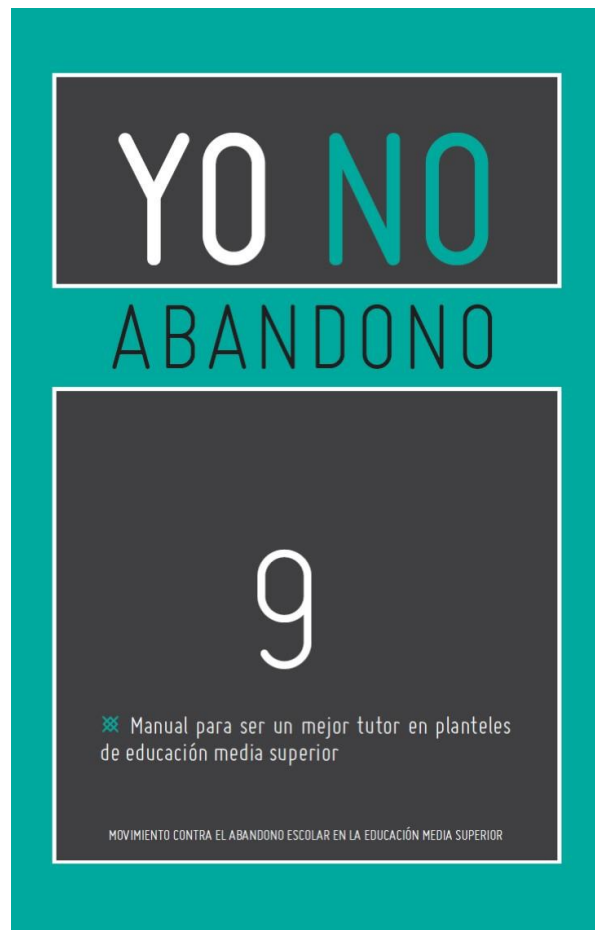 YO NO
ABANDONO
9
Manual para ser un mejor tutor en planteles
de educación media superior
MOVIMIENTO CONTRA EL ABANDONO ESCOLAR EN LA EDUCACIÓN MEDIA SUPERIOR